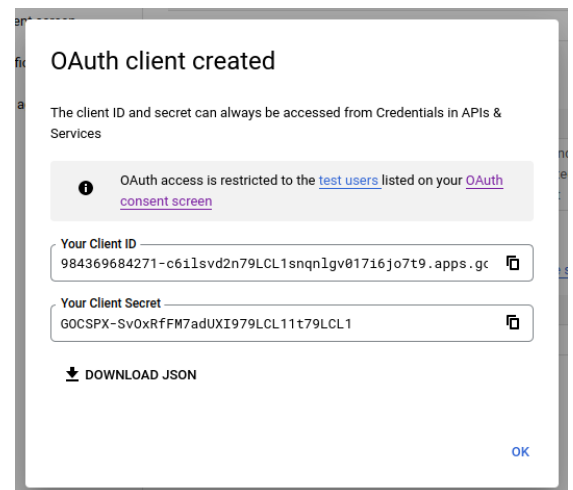 OAuth client created
The client ID and secret can always be accessed from Credentials in APIs &
Services
OAuth access is restricted to the test users listed on your OAuth
consent screen
Your Client ID
984369684271-c6ilsvd2n79LCL1snqnlgv017i6jo7t9.apps.gc
Your Client Secret
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1
DOWNLOAD JSON
OK